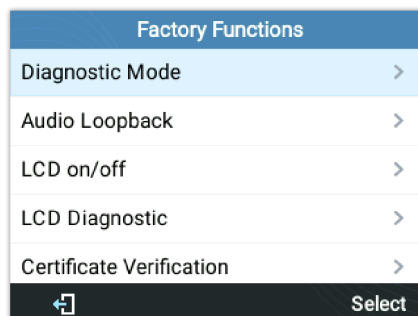 Factory Functions
Diagnostic Mode
Audio Loopback
LCD on/off
LCD Diagnostic
Certificate Verification
Select